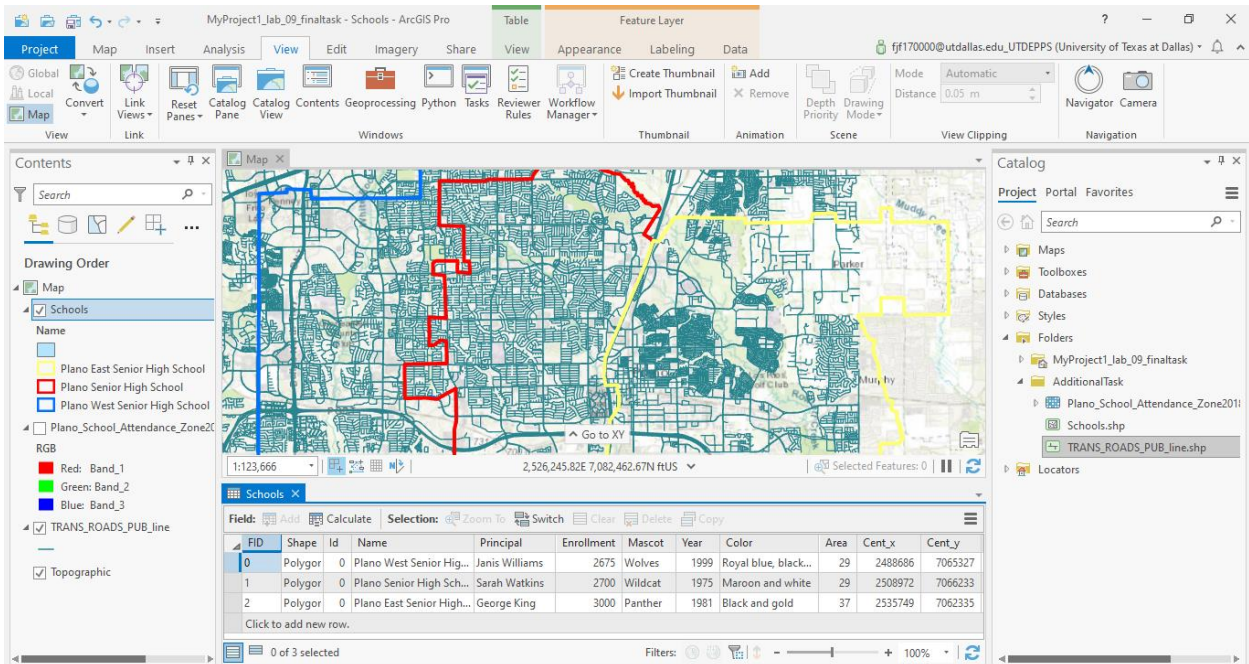 MyProject1_lab_09_finaltask - Schools - ArcGIS Pro
Table
Feature Layer
?
Project Map Insert Analysis View Edit Imagery Share View Appearance Labeling Data
fjf170000@utdallas.edu_UTDEPPS (University of Texas at Dallas)
Global
Local
Map
Convert
Link Views
Reset Panes
Catalog Pane
Catalog View
Contents
Geoprocessing
Python
Tasks
Reviewer Rules
Workflow Manager
Create Thumbnail
Import Thumbnail
Add
Remove
Depth Priority
Drawing Mode
Mode Automatic
Distance 0.05 m
Navigator
Camera
View Link Windows Thumbnail Animation Scene View Clipping Navigation
Contents
Search
Drawing Order
Map
Schools
Name
Plano East Senior High School
Plano Senior High School
Plano West Senior High School
Plano_School_Attendance_Zone20
RGB
Red: Band_1
Green: Band_2
Blue: Band_3
TRANS_ROADS_PUB_line
Topographic
Map
Muddy
Parker
Murphy
Go to XY
1:123,666
2,526,245.82E 7,082,462.67N ftUS
Selected Features: 0
Schools
Field: Add Calculate Selection: Zoom To Switch Clear Delete Copy
FID Shape Id Name Principal Enrollment Mascot Year Color Area Cent_x Cent_y
0 Polygor 0 Plano West Senior Hig... Janis Williams 2675 Wolves 1999 Royal blue, black... 29 2488686 7065327
1 Polygor 0 Plano Senior High Sch... Sarah Watkins 2700 Wildcat 1975 Maroon and white 29 2508972 7066233
2 Polygor 0 Plano East Senior High... George King 3000 Panther 1981 Black and gold 37 2535749 7062335
Click to add new row.
0 of 3 selected
Filters:
- + 100%
Catalog
Project Portal Favorites
Search
Maps
Toolboxes
Databases
Styles
Folders
MyProject1_lab_09_finaltask
AdditionalTask
Plano_School_Attendance_Zone2018
Schools.shp
TRANS_ROADS_PUB_line.shp
Locators